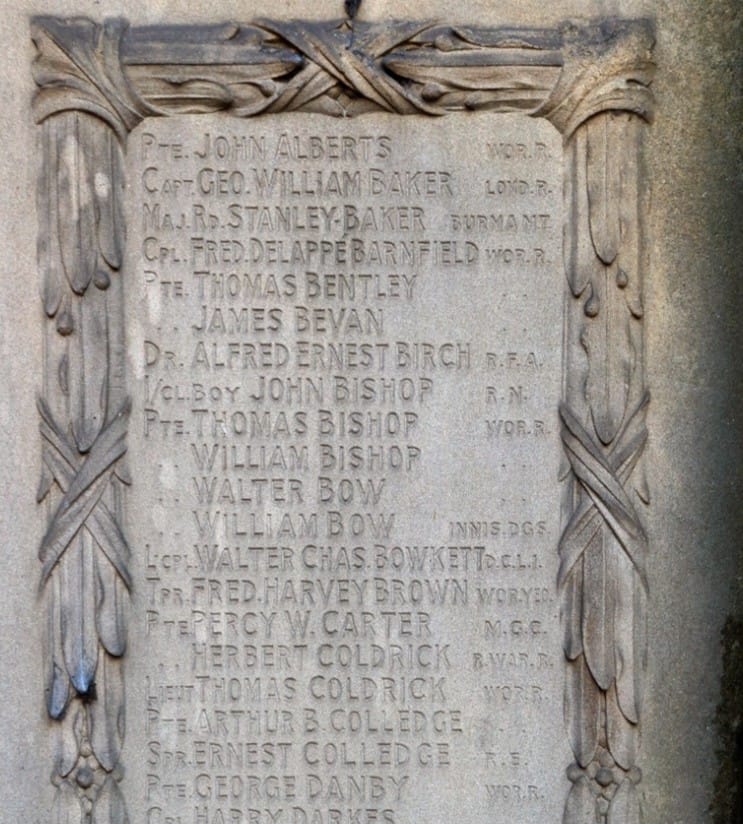 PTE. JOHN ALBERTS WOR. R.
CAPT. GEO. WILLIAM BAKER LOND. R.
MAJ. RD. STANLEY-BAKER BURMA M.T.
CPL. FRED. DELAPPE BARNFIELD WOR. R.
PTE. THOMAS BENTLEY . .
. . JAMES BEVAN . .
DR. ALFRED ERNEST BIRCH R.F.A.
1/CL. BOY JOHN BISHOP R.N.
PTE. THOMAS BISHOP WOR. R.
. . WILLIAM BISHOP . .
. . WALTER BOW . .
. . WILLIAM BOW INNIS. DGS.
L.CPL. WALTER CHAS. BOWKETT D.C.L.I.
TPR. FRED. HARVEY BROWN WOR. YEO.
PTE PERCY W. CARTER M.G.C.
. . HERBERT COLDRICK R. WAR. R.
LIEUT THOMAS COLDRICK WOR. R.
PTE. ARTHUR B. COLLEDGE . .
SPR. ERNEST COLLEDGE R.E.
PTE. GEORGE DANBY WOR. R.
CPL. HARRY DARKES